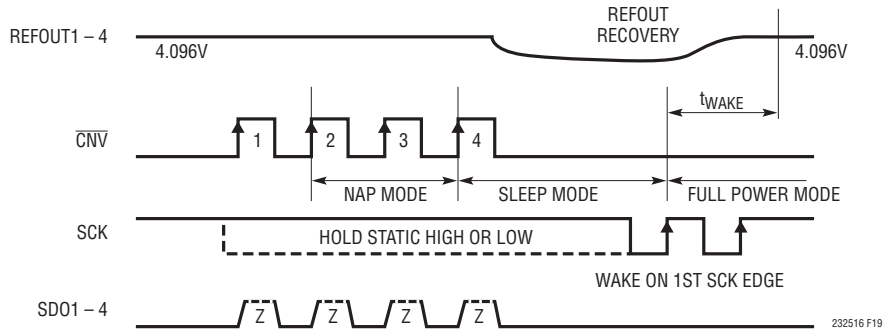 REFOUT
RECOVERY
REFOUT1 – 4
4.096V
4.096V
tWAKE
CNV
1
2
3
4
NAP MODE
SLEEP MODE
FULL POWER MODE
SCK
HOLD STATIC HIGH OR LOW
WAKE ON 1ST SCK EDGE
SDO1 – 4
Z
Z
Z
Z
232516 F19